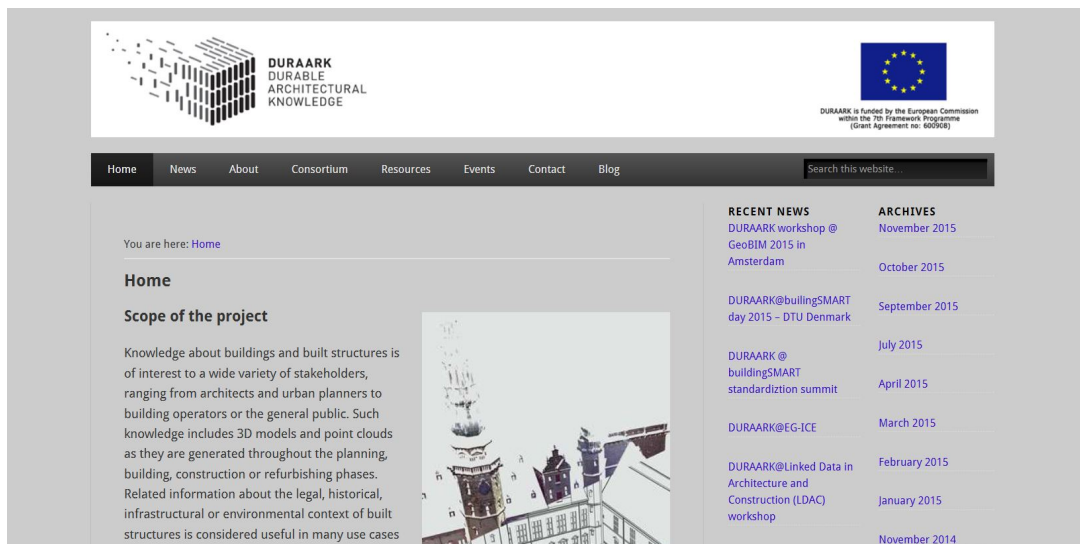 DURAARK
DURABLE
ARCHITECTURAL
KNOWLEDGE
DURAARK is funded by the European Commission
within the 7th Framework Programme
(Grant Agreement no: 600908)
Home News About Consortium Resources Events Contact Blog Search this website...
You are here: Home
Home
Scope of the project
Knowledge about buildings and built structures is
of interest to a wide variety of stakeholders,
ranging from architects and urban planners to
building operators or the general public. Such
knowledge includes 3D models and point clouds
as they are generated throughout the planning,
building, construction or refurbishing phases.
Related information about the legal, historical,
infrastructural or environmental context of built
structures is considered useful in many use cases
RECENT NEWS
DURAARK workshop @
GeoBIM 2015 in
Amsterdam
DURAARK@builingSMART
day 2015 – DTU Denmark
DURAARK @
buildingSMART
standardiztion summit
DURAARK@EG-ICE
DURAARK@Linked Data in
Architecture and
Construction (LDAC)
workshop
ARCHIVES
November 2015
October 2015
September 2015
July 2015
April 2015
March 2015
February 2015
January 2015
November 2014